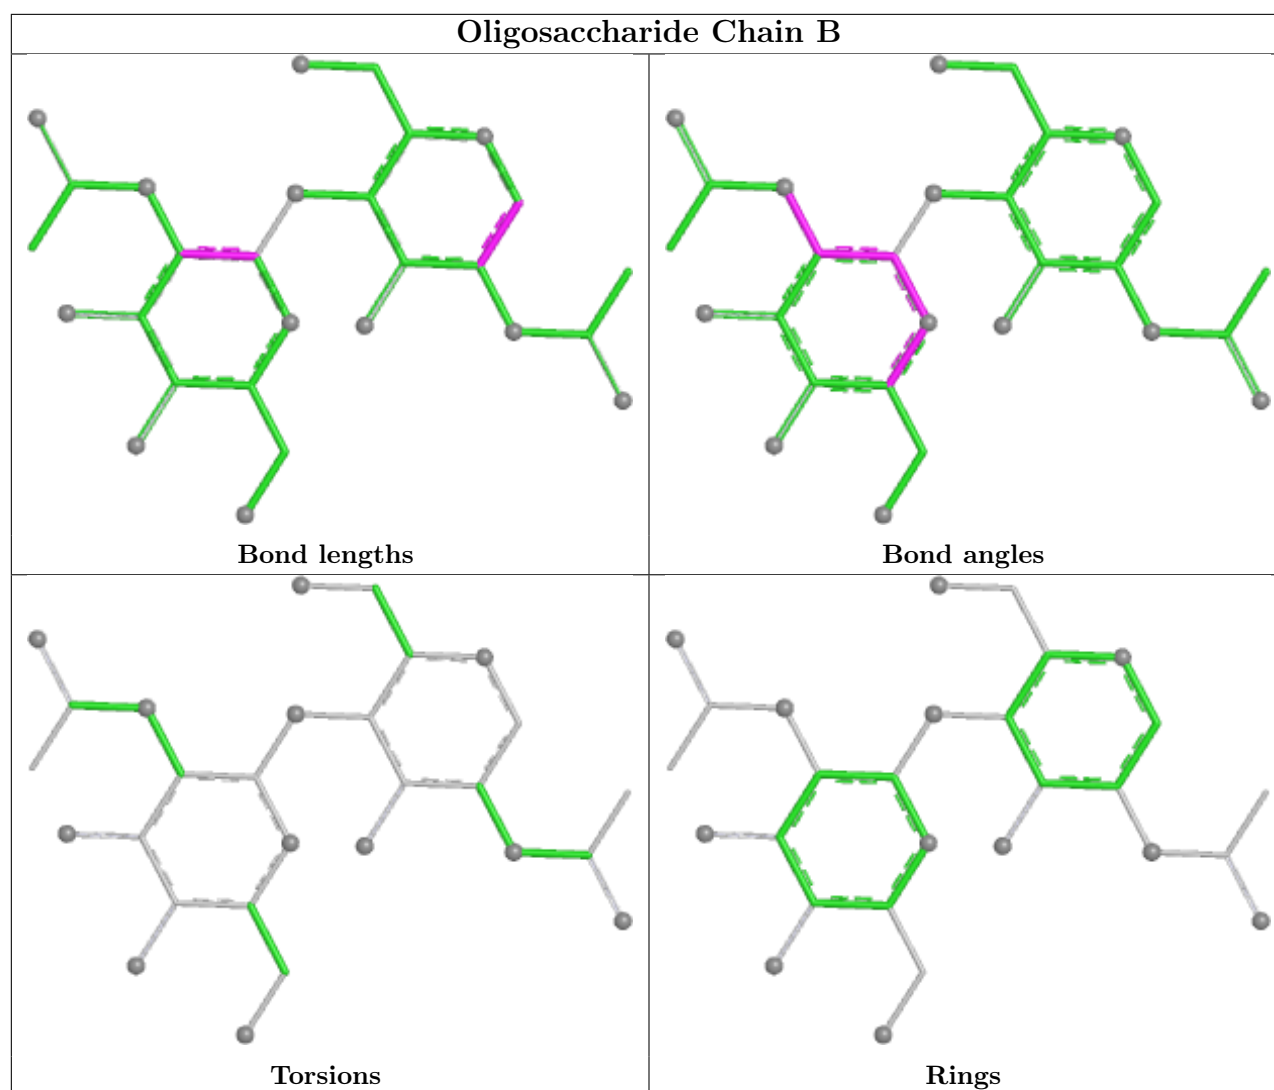 Oligosaccharide Chain B
Bond lengths
Bond angles
Torsions
Rings